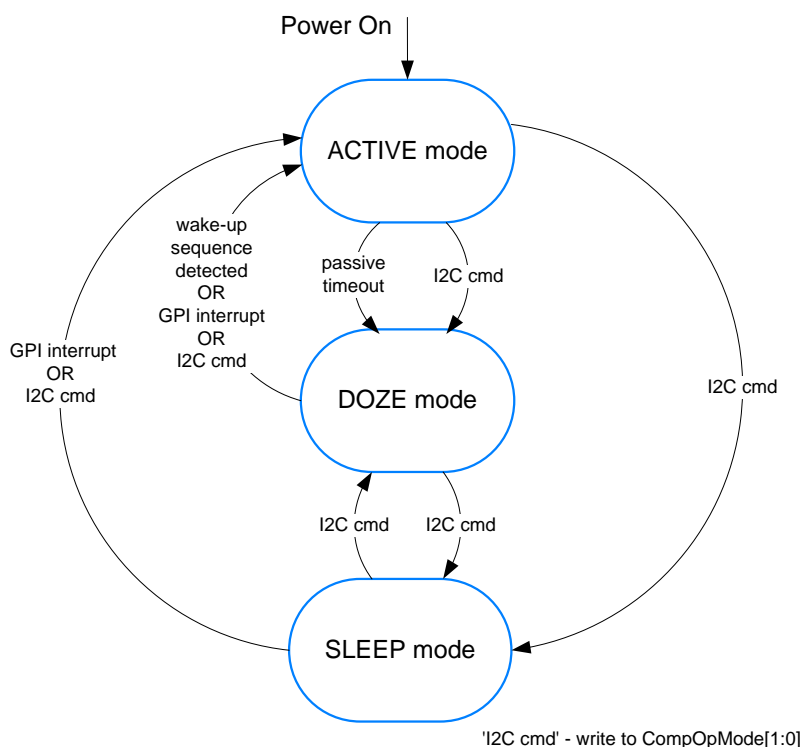 Power On
ACTIVE mode
wake-up
sequence
detected
OR
GPI interrupt
OR
I2C cmd
passive
timeout
I2C cmd
GPI interrupt
OR
I2C cmd
I2C cmd
DOZE mode
I2C cmd
I2C cmd
SLEEP mode
'I2C cmd' - write to CompOpMode[1:0]